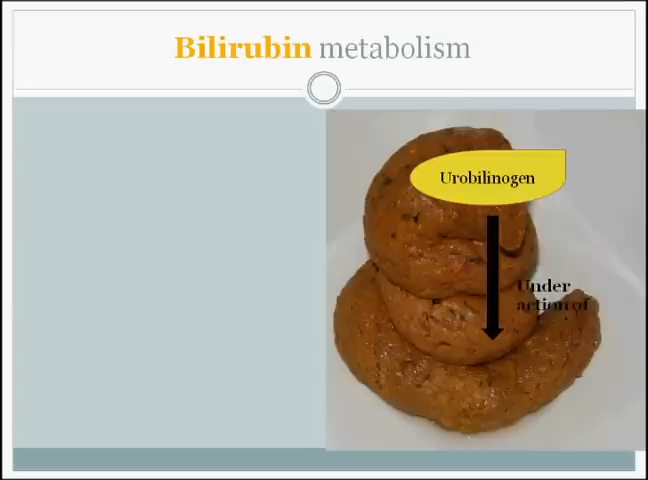 Bilirubin metabolism
Urobilinogen
Under
action of